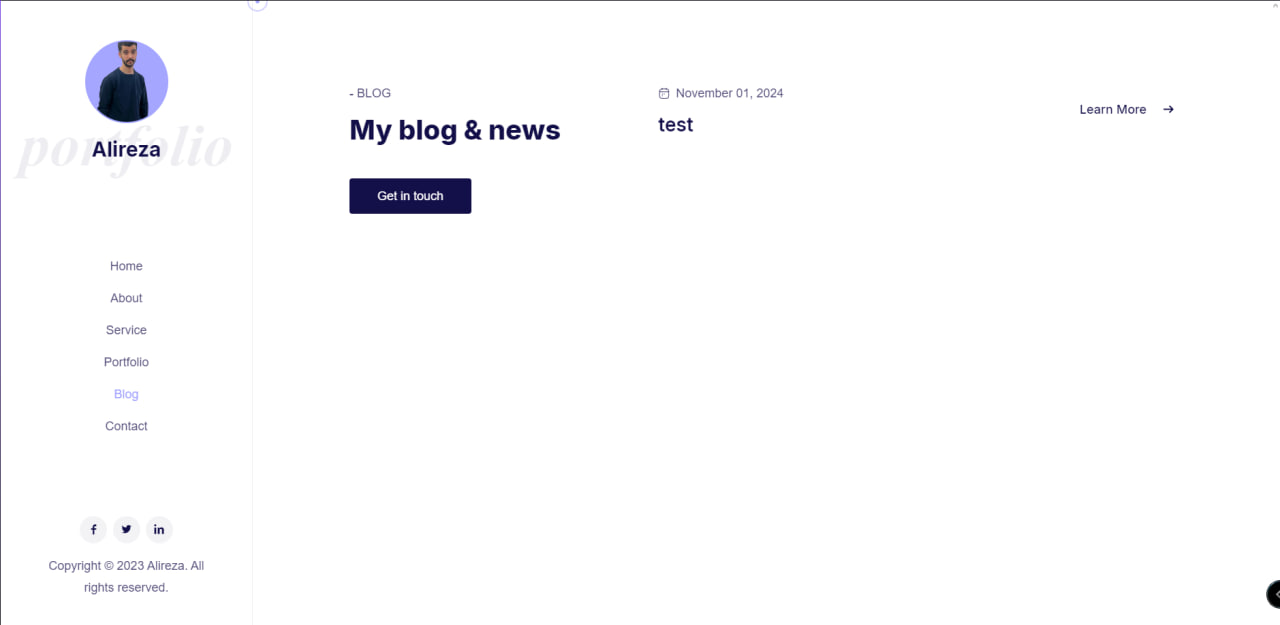 portfolio
Alireza
Home
About
Service
Portfolio
Blog
Contact
Copyright © 2023 Alireza. All
rights reserved.
- BLOG
My blog & news
Get in touch
November 01, 2024
test
Learn More